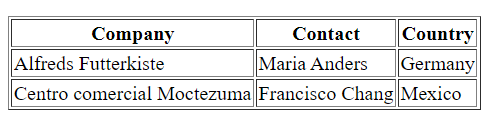 Company Contact Country
Alfreds Futterkiste Maria Anders Germany
Centro comercial Moctezuma Francisco Chang Mexico